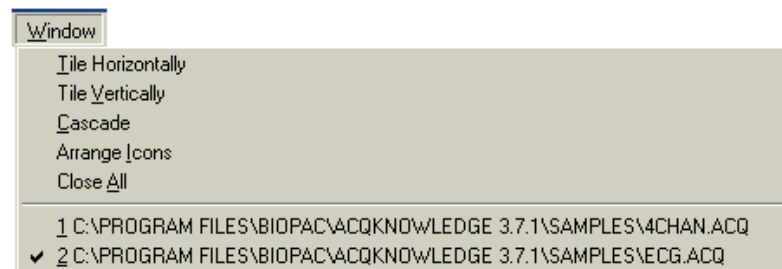 Window
Tile Horizontally
Tile Vertically
Cascade
Arrange Icons
Close All
1 C:\PROGRAM FILES\BIOPAC\ACQKNOWLEDGE 3.7.1\SAMPLES\4CHAN.ACQ
✔ 2 C:\PROGRAM FILES\BIOPAC\ACQKNOWLEDGE 3.7.1\SAMPLES\ECG.ACQ